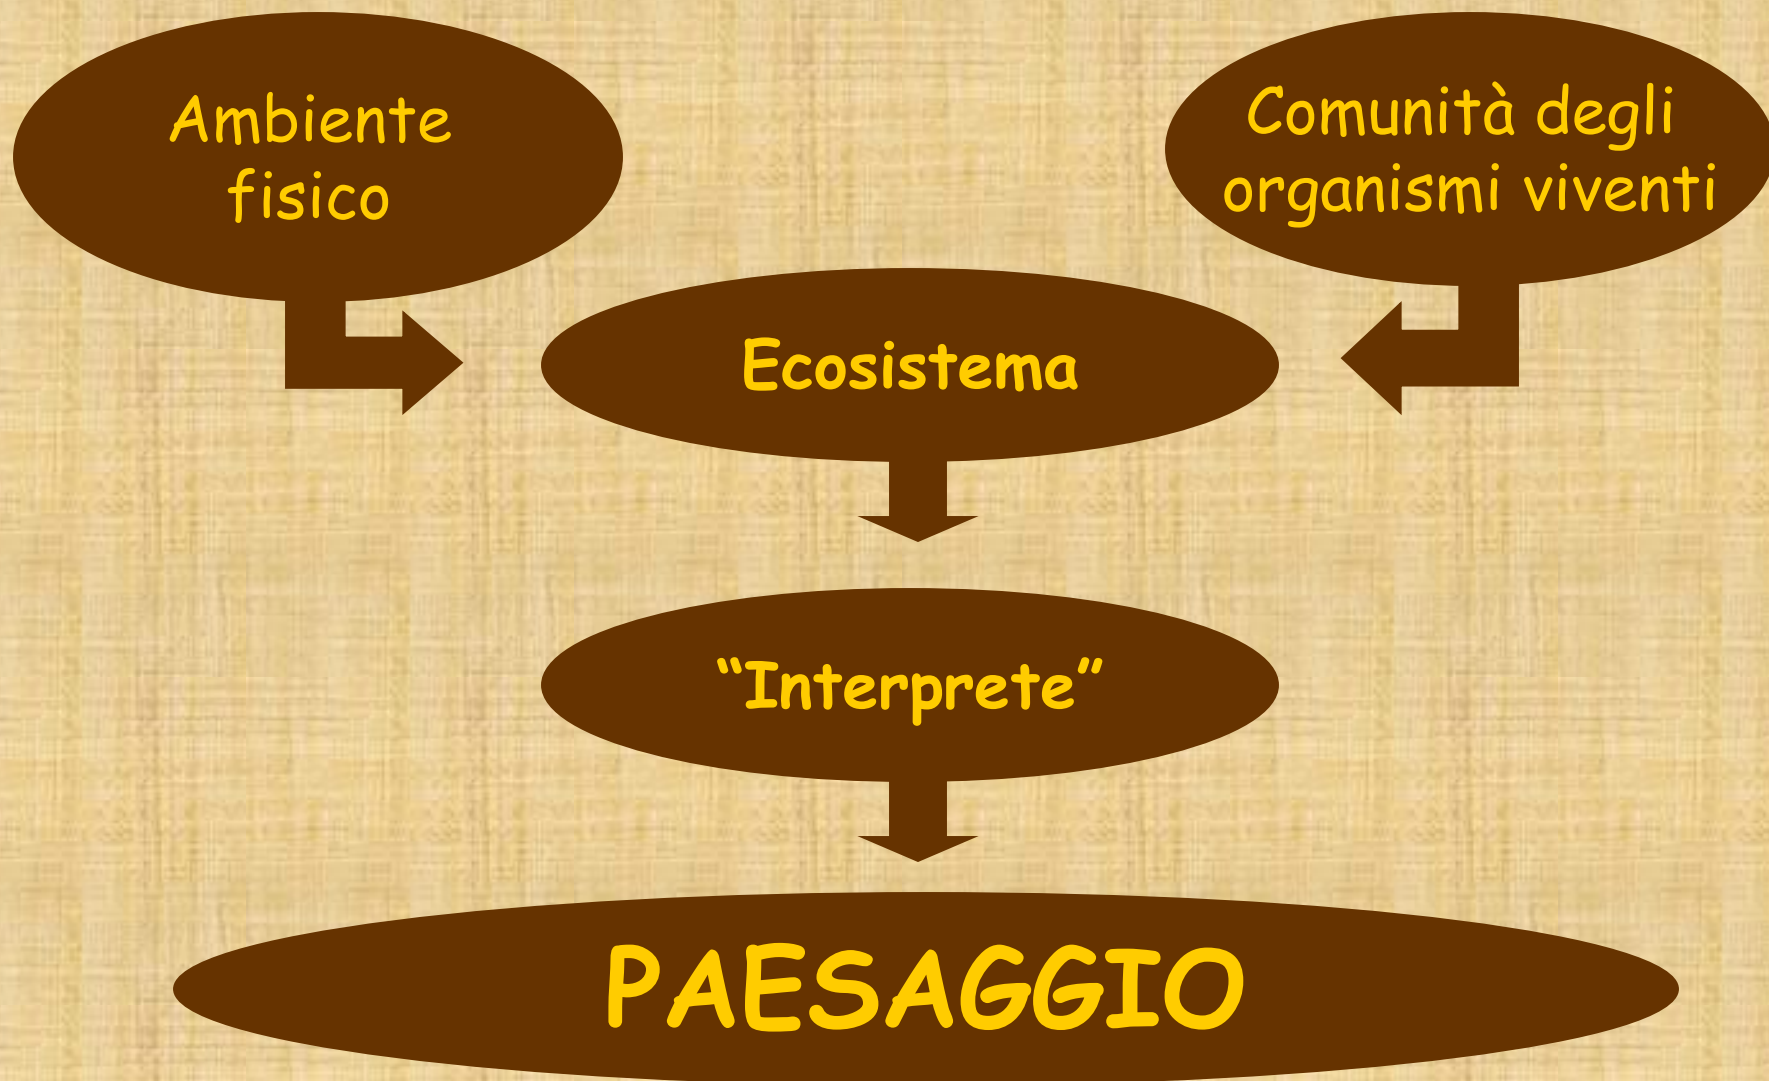 Ambiente
fisico
Comunità degli
organismi viventi
Ecosistema
“Interprete”
PAESAGGIO